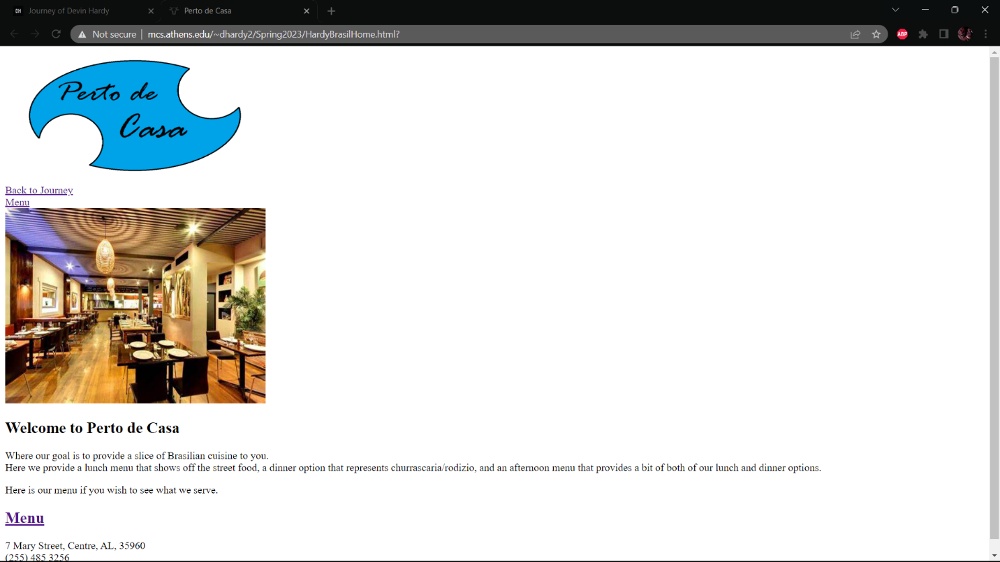 DH Journey of Devin Hardy
Perto de Casa
Not secure | mcs.athens.edu/~dhardy2/Spring2023/HardyBrasilHome.html?
ABP
Perto de
Casa
Back to Journey
Menu
Welcome to Perto de Casa
Where our goal is to provide a slice of Brasilian cuisine to you.
Here we provide a lunch menu that shows off the street food, a dinner option that represents churrascaria/rodizio, and an afternoon menu that provides a bit of both of our lunch and dinner options.
Here is our menu if you wish to see what we serve.
Menu
7 Mary Street, Centre, AL, 35960
(255) 485 3256